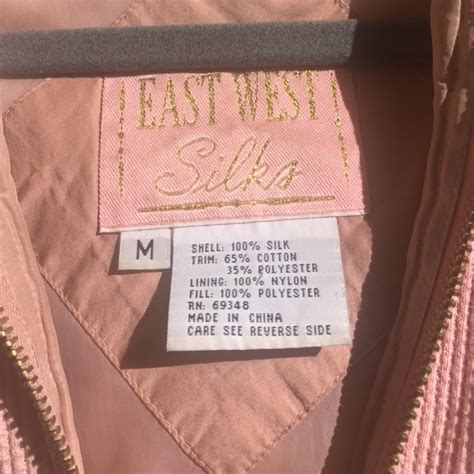 EAST WEST
Silks
M
SHELL: 100% SILK
TRIM: 65% COTTON
35% POLYESTER
LINING: 100% NYLON
FILL: 100% POLYESTER
RN: 69348
MADE IN CHINA
CARE SEE REVERSE SIDE